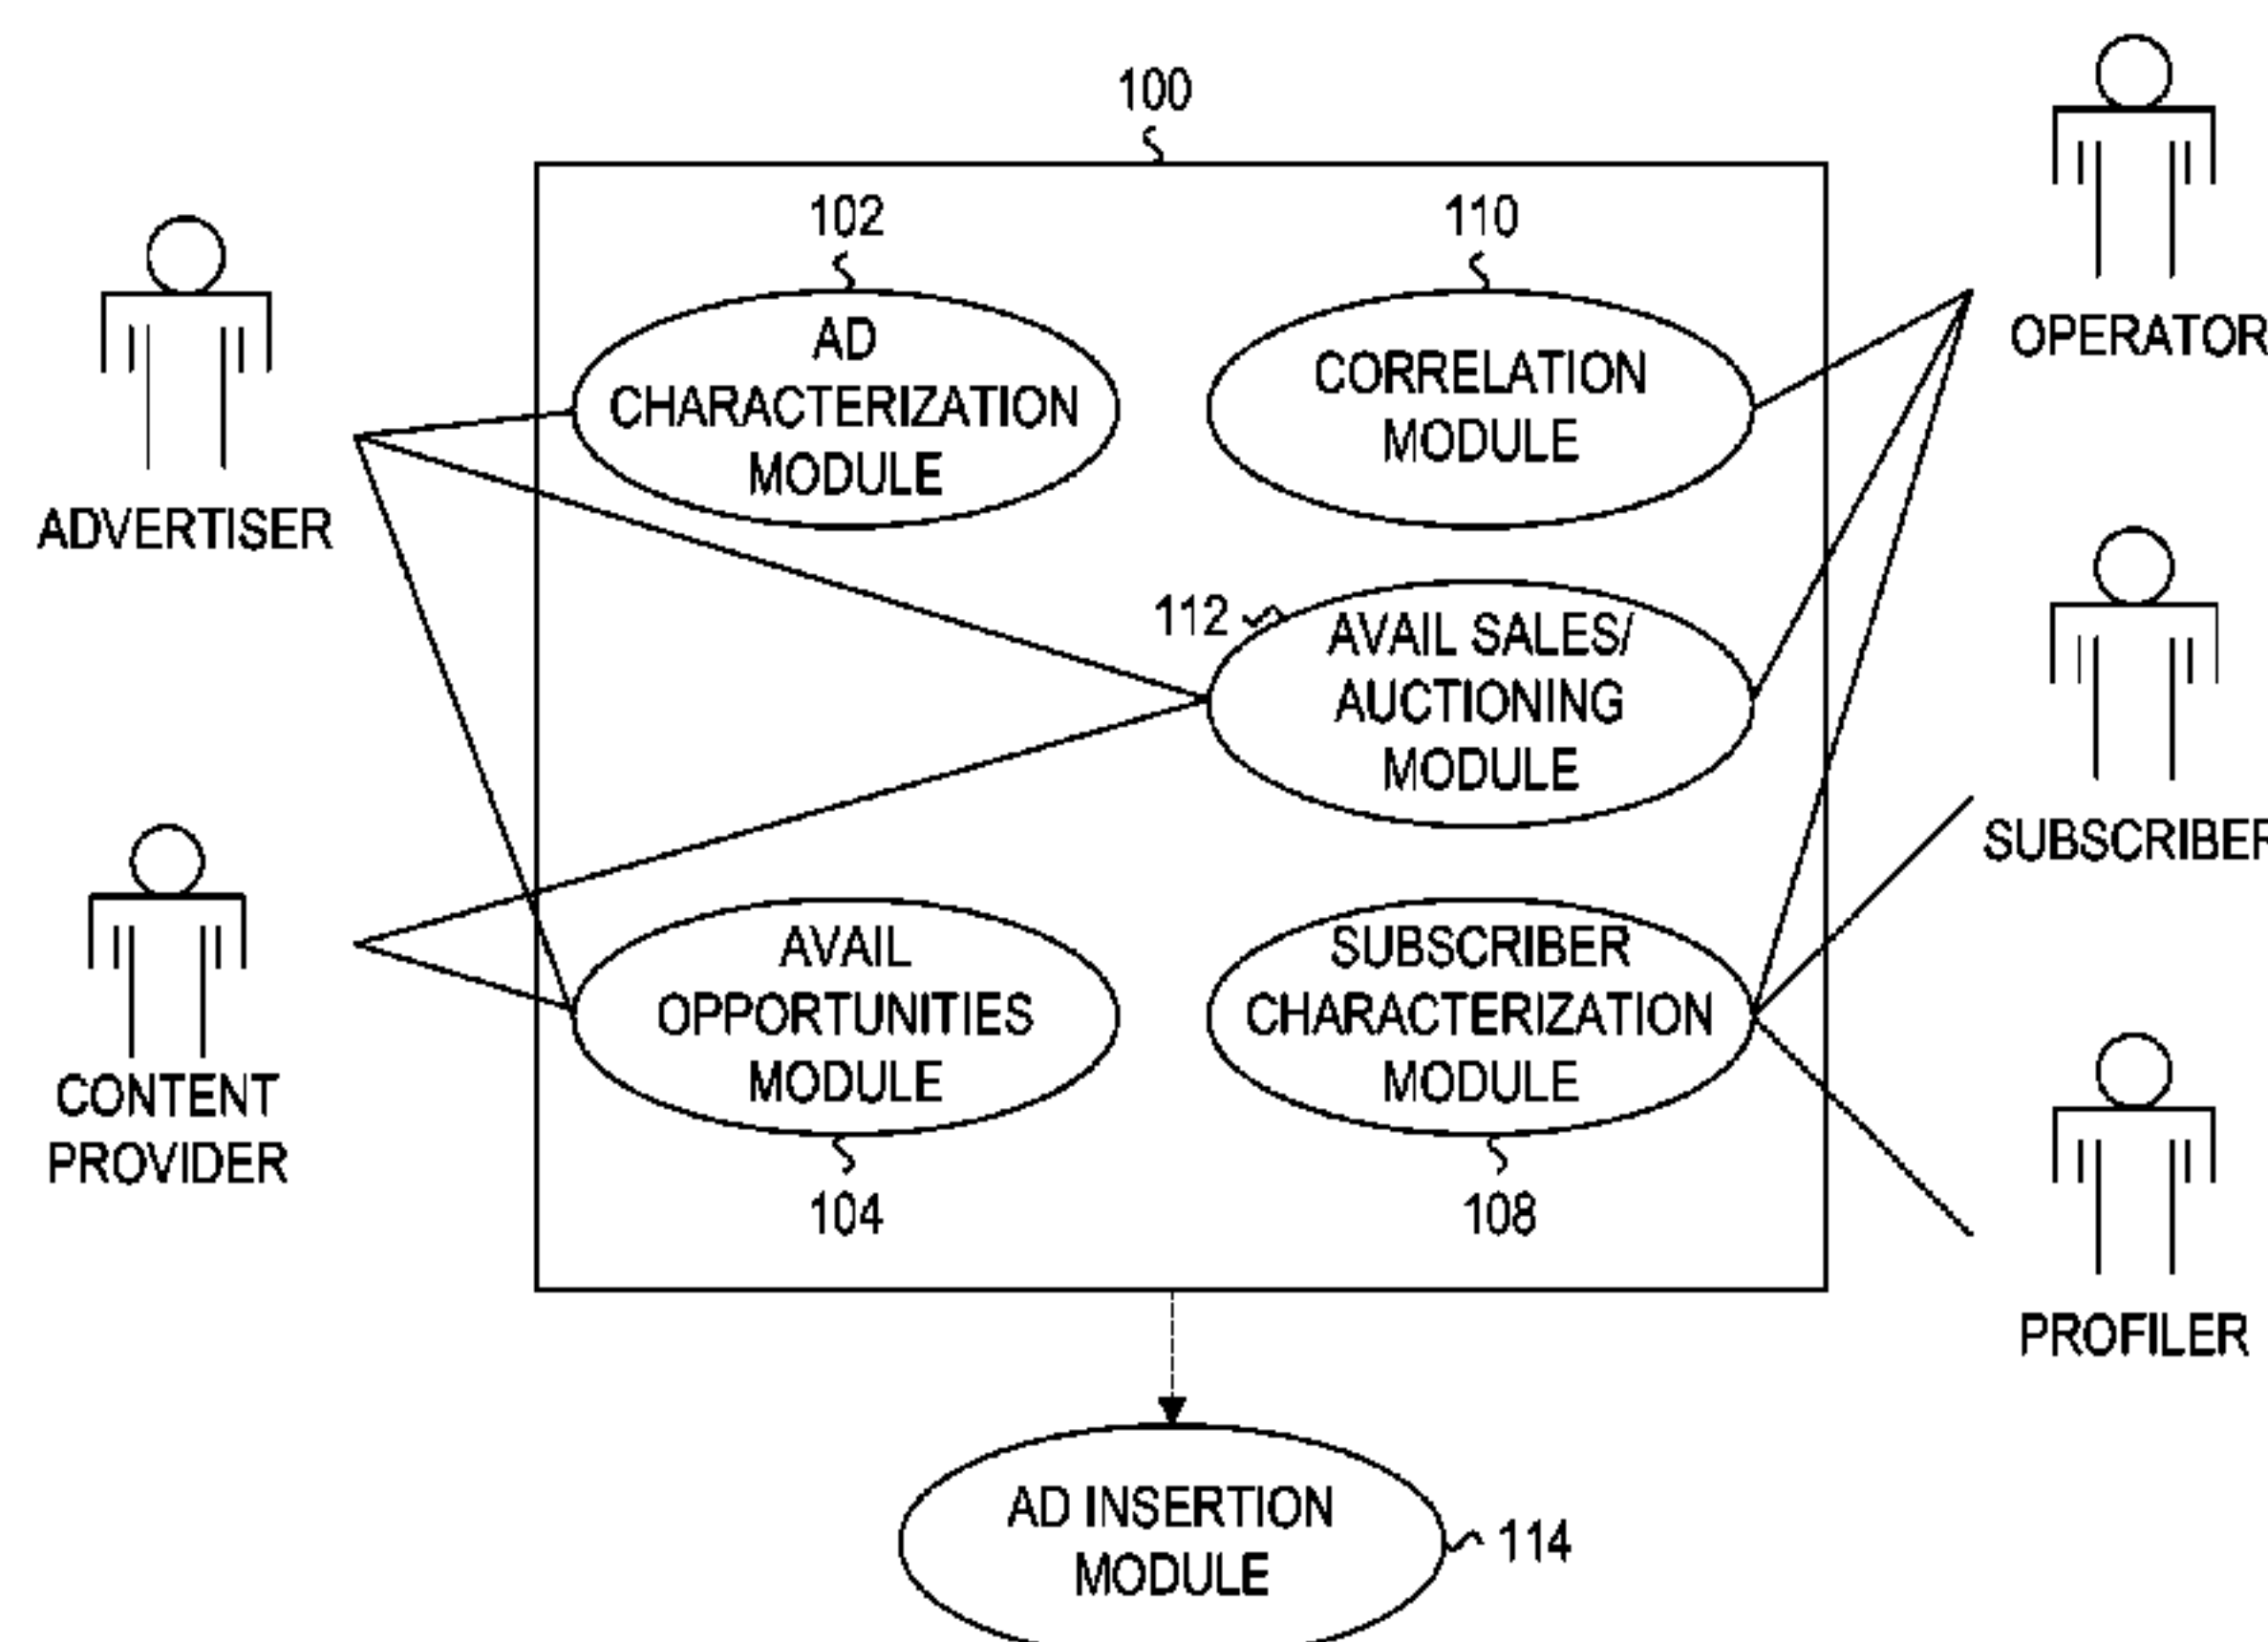 100
102
AD
CHARACTERIZATION
MODULE
110
CORRELATION
MODULE
112
AVAIL SALES/
AUCTIONING
MODULE
AVAIL
OPPORTUNITIES
MODULE
104
SUBSCRIBER
CHARACTERIZATION
MODULE
108
AD INSERTION
MODULE
114
ADVERTISER
CONTENT
PROVIDER
OPERATOR
SUBSCRIBER
PROFILER